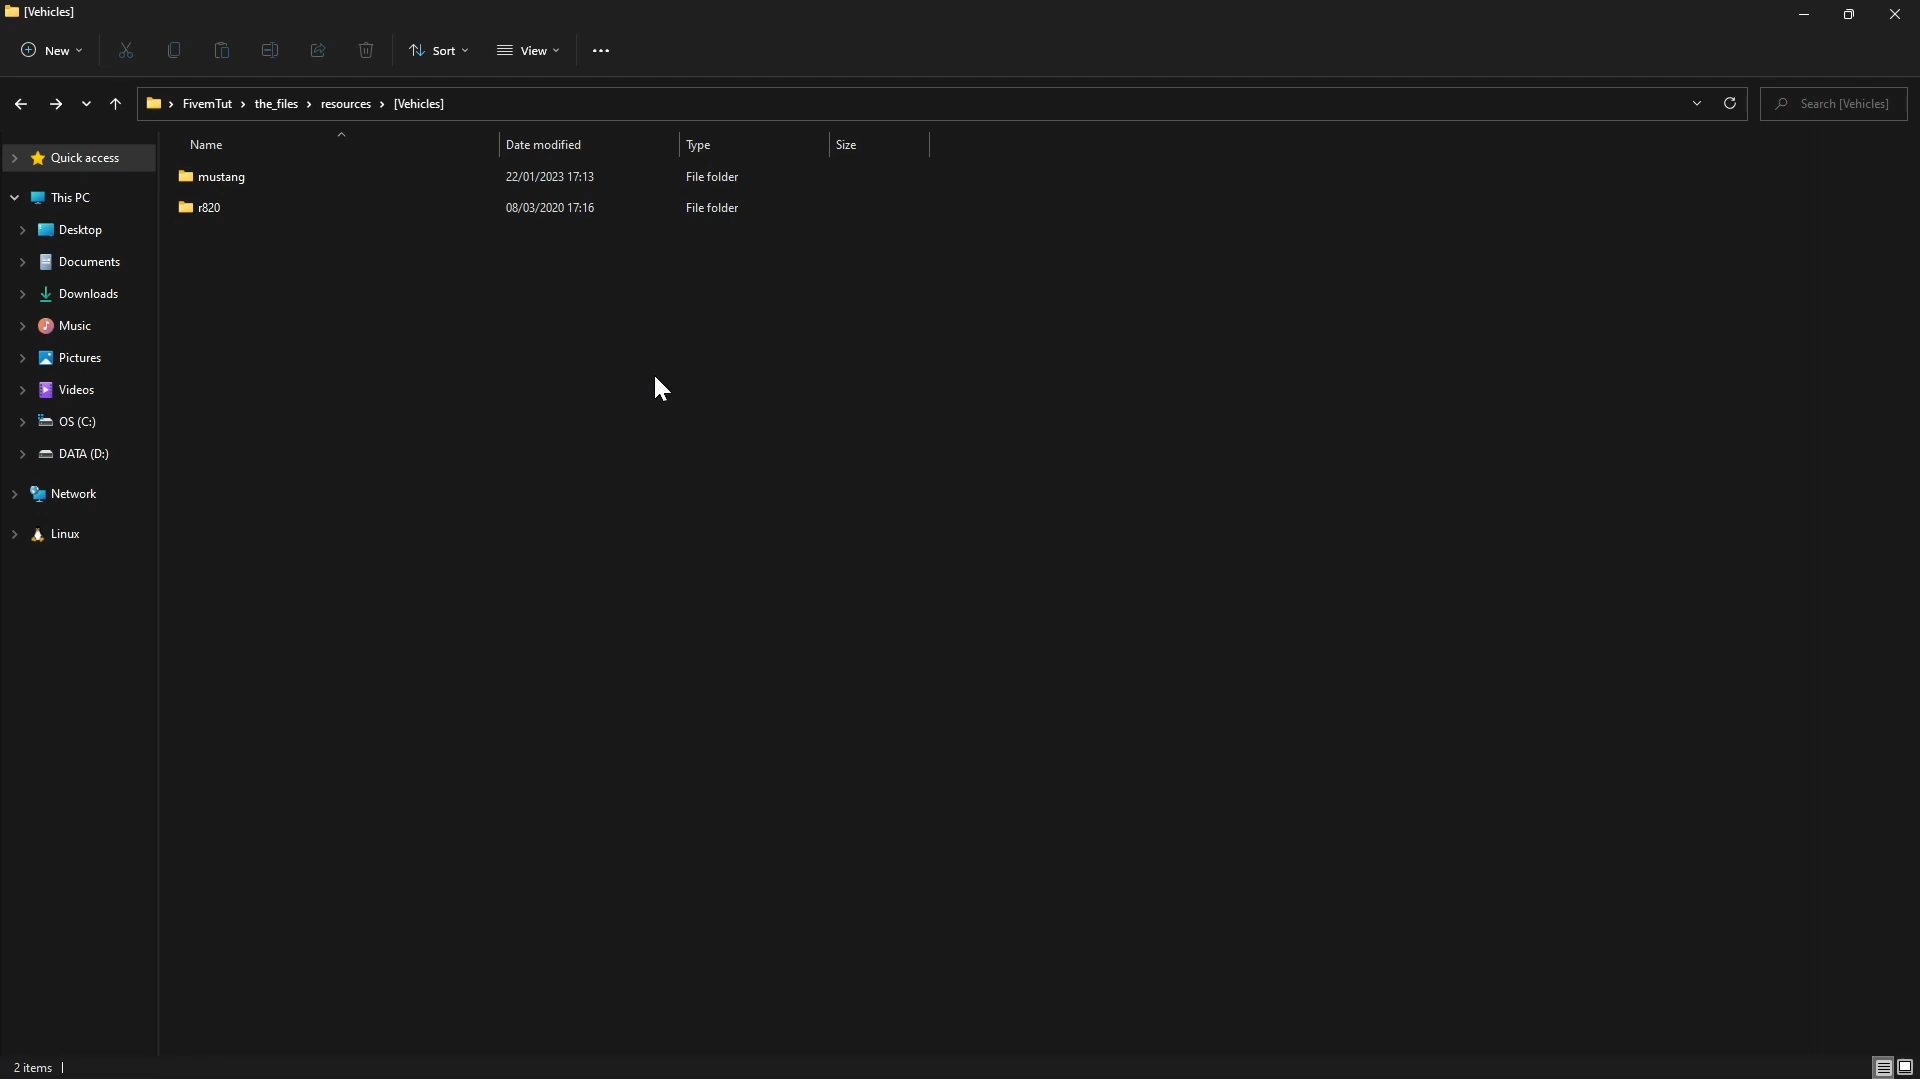 [Vehicles]
New
Sort
View
FivemTut > the_files > resources > [Vehicles]
Search [Vehicles]
Name Date modified Type Size
mustang 22/01/2023 17:13 File folder
r820 08/03/2020 17:16 File folder
Quick access
This PC
Desktop
Documents
Downloads
Music
Pictures
Videos
OS (C:)
DATA (D:)
Network
Linux
2 items